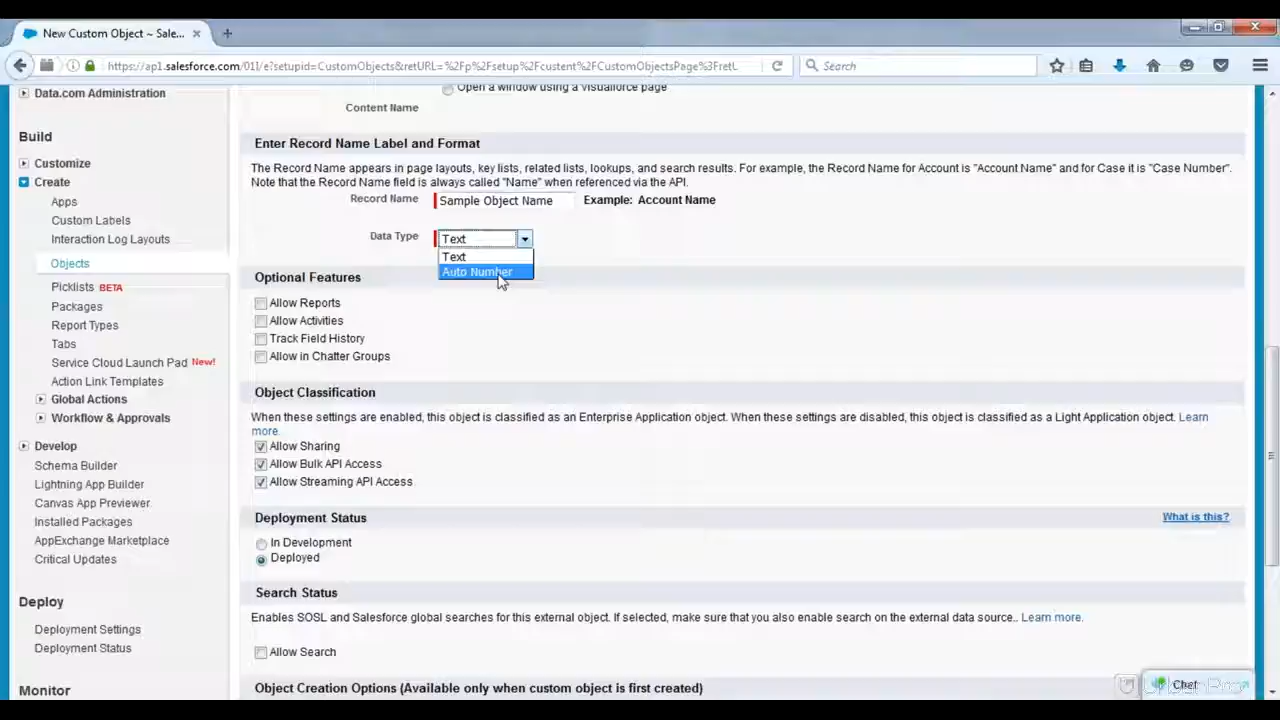 New Custom Object ~ Sale...
https://ap1.salesforce.com/01I/e?setupid=CustomObjects&retURL=%2Fp%2Fsetup%2Fcustent%2FCustomObjectsPage%3Fretl
Search
Data.com Administration
Open a window using a Visualforce page
Content Name
Build
Enter Record Name Label and Format
Customize
The Record Name appears in page layouts, key lists, related lists, lookups, and search results. For example, the Record Name for Account is "Account Name" and for Case it is "Case Number".
Note that the Record Name field is always called "Name" when referenced via the API.
Create
Apps
Record Name
Sample Object Name
Example: Account Name
Custom Labels
Interaction Log Layouts
Data Type
Text
Text
Auto Number
Objects
Optional Features
Picklists BETA
Packages
Allow Reports
Report Types
Allow Activities
Tabs
Track Field History
Service Cloud Launch Pad New!
Allow in Chatter Groups
Action Link Templates
Global Actions
Object Classification
Workflow & Approvals
When these settings are enabled, this object is classified as an Enterprise Application object. When these settings are disabled, this object is classified as a Light Application object. Learn
more.
Develop
Allow Sharing
Schema Builder
Allow Bulk API Access
Lightning App Builder
Allow Streaming API Access
Canvas App Previewer
Installed Packages
Deployment Status
What is this?
AppExchange Marketplace
In Development
Critical Updates
Deployed
Deploy
Search Status
Enables SOSL and Salesforce global searches for this external object. If selected, make sure that you also enable search on the external data source.. Learn more.
Deployment Settings
Deployment Status
Allow Search
Monitor
Object Creation Options (Available only when custom object is first created)
Chat
UrbanPro